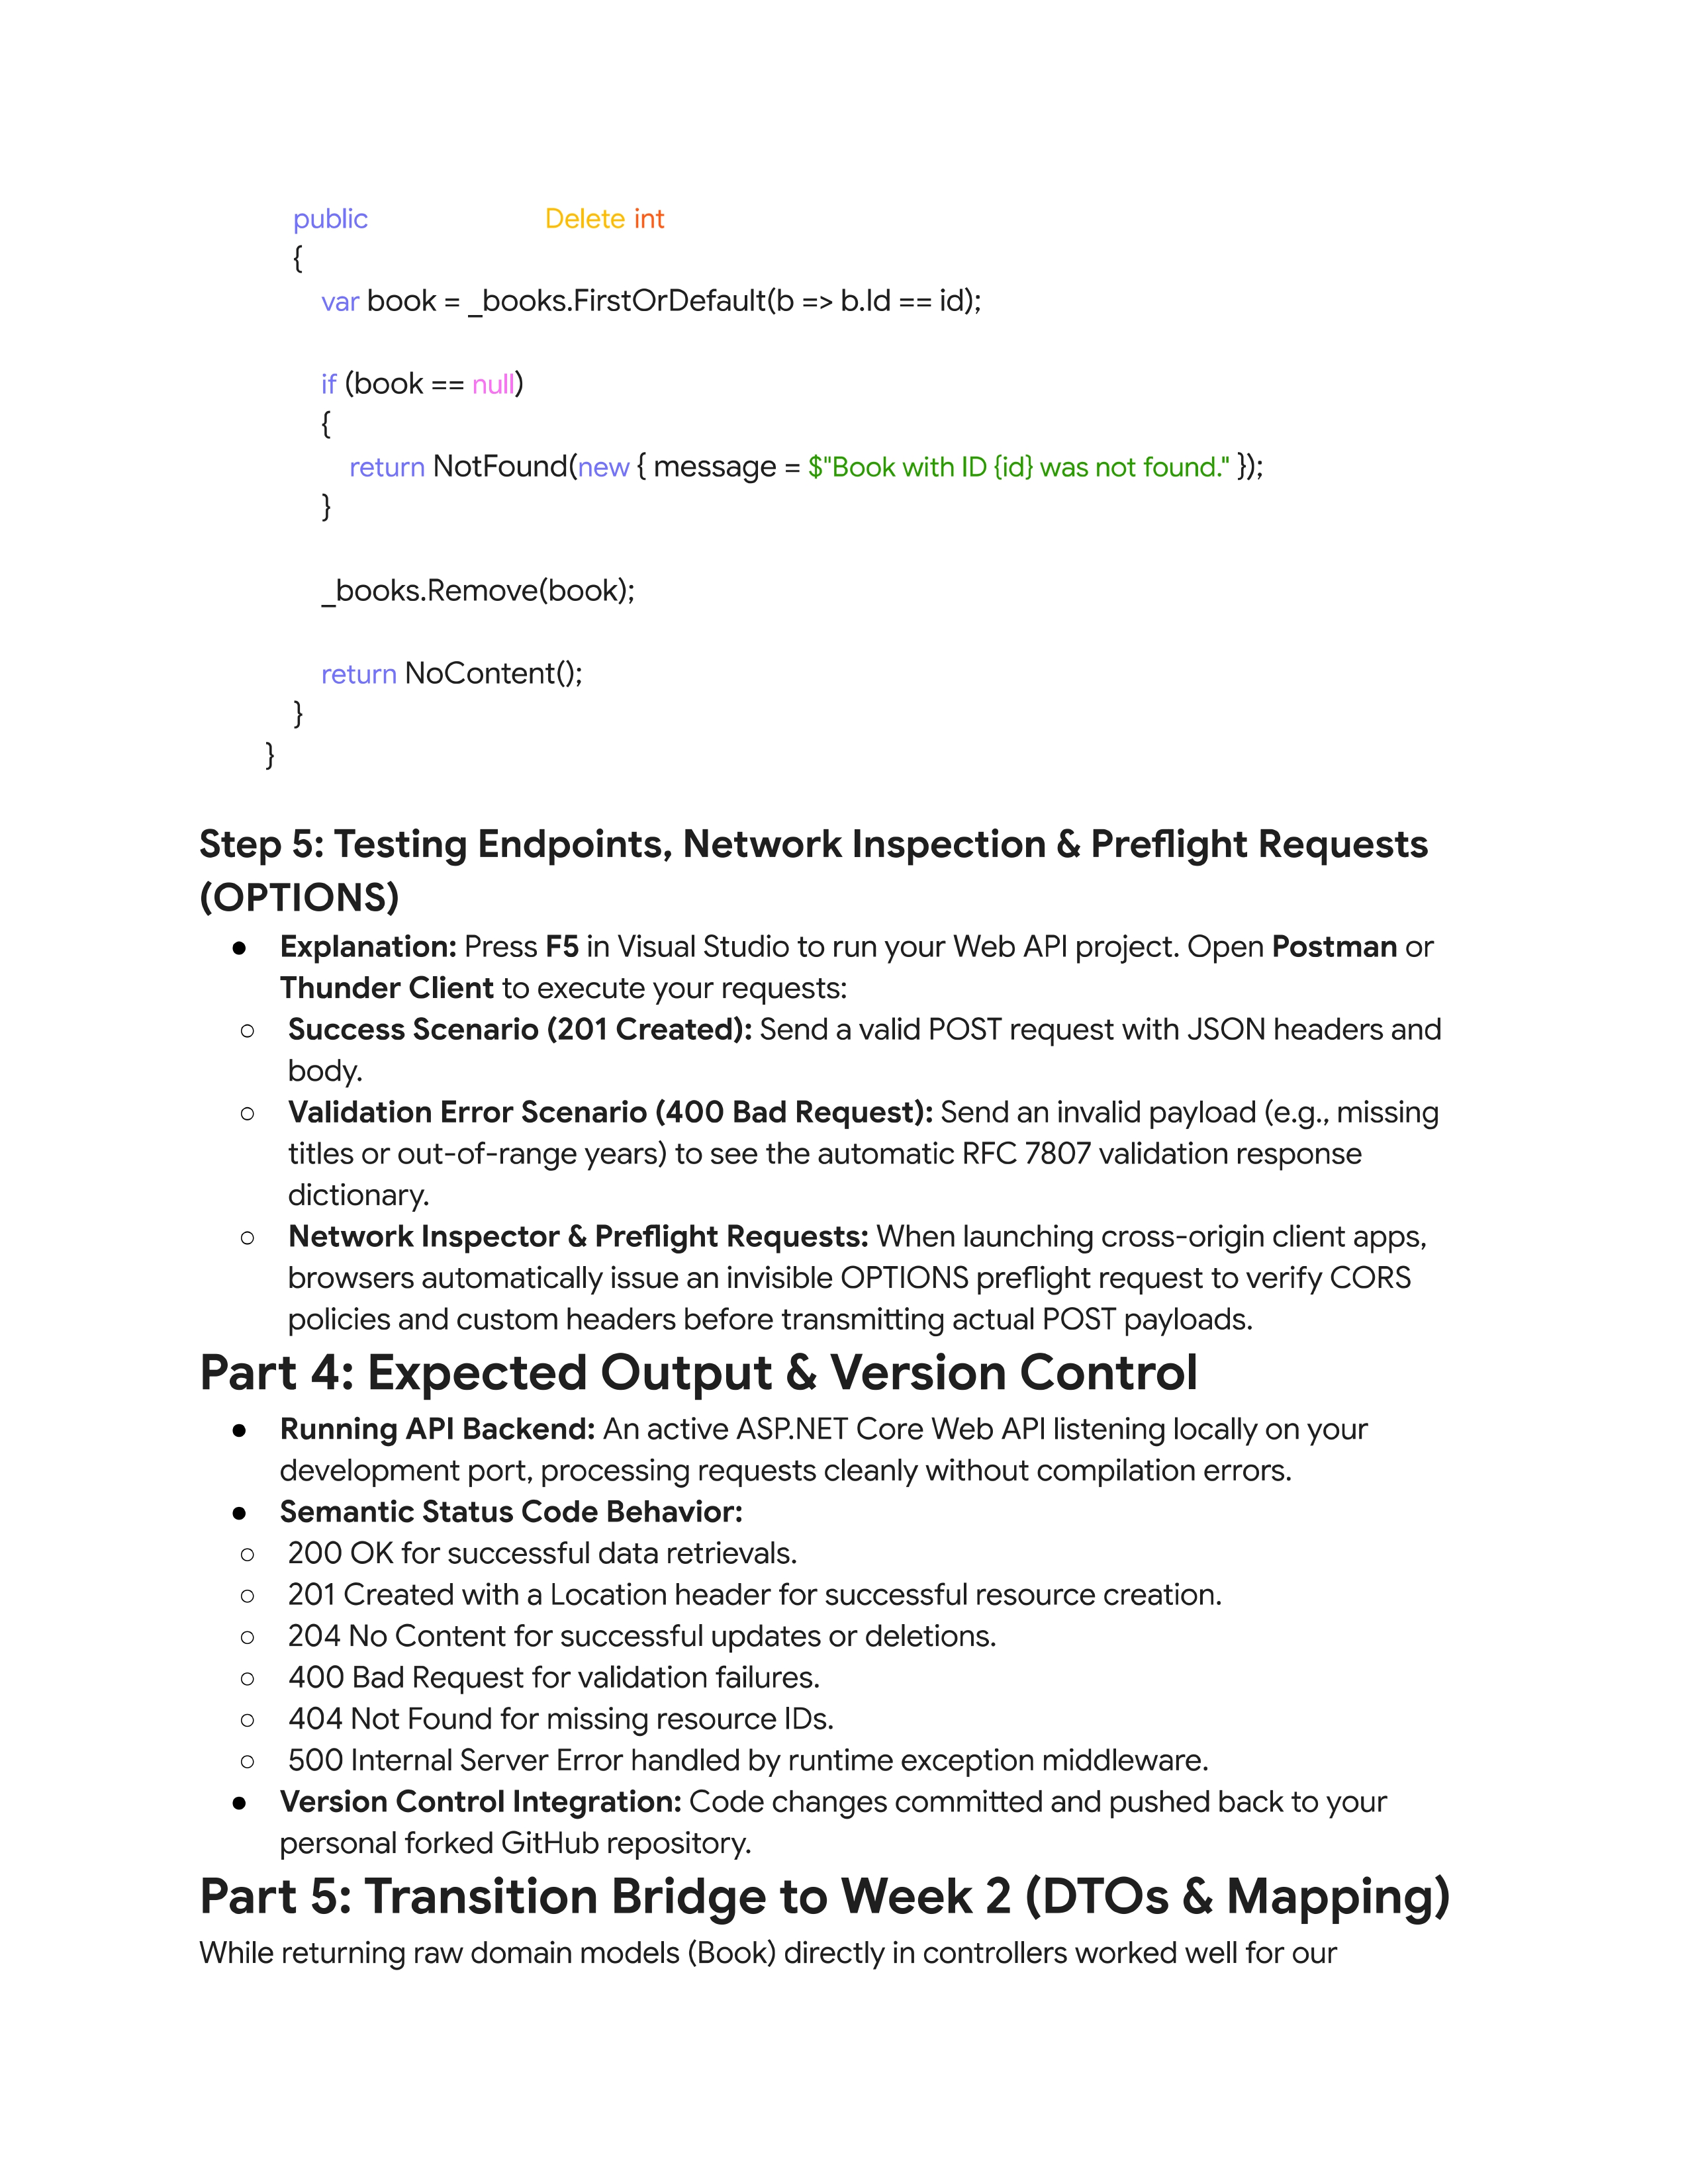 public Delete int
{
var book = _books.FirstOrDefault(b => b.Id == id);
if (book == null)
{
return NotFound(new { message = $"Book with ID {id} was not found." });
}
_books.Remove(book);
return NoContent();
}
}
Step 5: Testing Endpoints, Network Inspection & Preflight Requests
(OPTIONS)
● Explanation: Press F5 in Visual Studio to run your Web API project. Open Postman or
Thunder Client to execute your requests:
○ Success Scenario (201 Created): Send a valid POST request with JSON headers and
body.
○ Validation Error Scenario (400 Bad Request): Send an invalid payload (e.g., missing
titles or out-of-range years) to see the automatic RFC 7807 validation response
dictionary.
○ Network Inspector & Preflight Requests: When launching cross-origin client apps,
browsers automatically issue an invisible OPTIONS preflight request to verify CORS
policies and custom headers before transmitting actual POST payloads.
Part 4: Expected Output & Version Control
● Running API Backend: An active ASP.NET Core Web API listening locally on your
development port, processing requests cleanly without compilation errors.
● Semantic Status Code Behavior:
○ 200 OK for successful data retrievals.
○ 201 Created with a Location header for successful resource creation.
○ 204 No Content for successful updates or deletions.
○ 400 Bad Request for validation failures.
○ 404 Not Found for missing resource IDs.
○ 500 Internal Server Error handled by runtime exception middleware.
● Version Control Integration: Code changes committed and pushed back to your
personal forked GitHub repository.
Part 5: Transition Bridge to Week 2 (DTOs & Mapping)
While returning raw domain models (Book) directly in controllers worked well for our